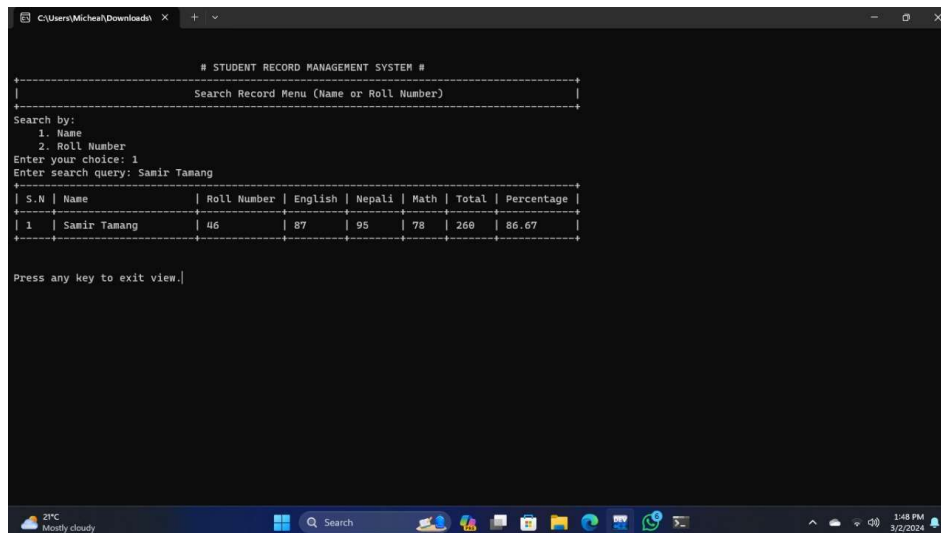 C:\Users\Micheal\Downloads\
# STUDENT RECORD MANAGEMENT SYSTEM #
Search Record Menu (Name or Roll Number)
Search by:
1. Name
2. Roll Number
Enter your choice: 1
Enter search query: Samir Tamang
| S.N | Name | Roll Number | English | Nepali | Math | Total | Percentage |
| 1 | Samir Tamang | 46 | 87 | 95 | 78 | 260 | 86.67 |
Press any key to exit view.
21°C
Mostly cloudy
Search
DEV
1:48 PM
3/2/2024